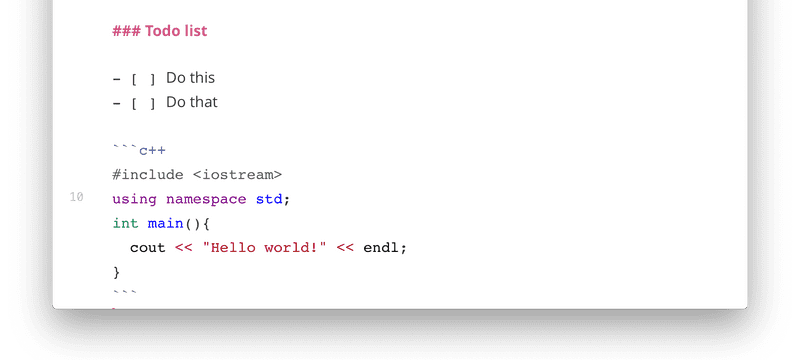 ### Todo list
- [ ] Do this
- [ ] Do that
```c++
#include <iostream>
10 using namespace std;
int main(){
  cout << "Hello world!" << endl;
}
```